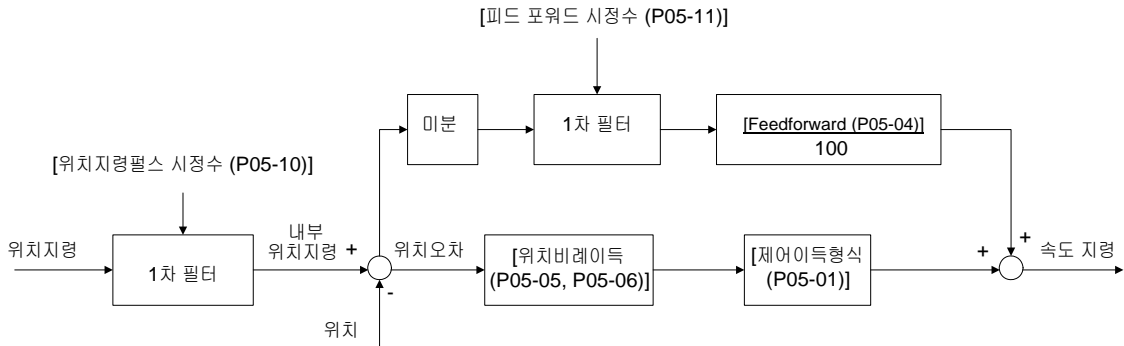 [피드 포워드 시정수 (P05-11)]
미분
1차 필터
[Feedforward (P05-04)]
100
[위치지령펄스 시정수 (P05-10)]
위치지령
1차 필터
내부
위치지령
+
-
위치
위치오차
[위치비례이득
(P05-05, P05-06)]
[제어이득형식
(P05-01)]
+
+
속도 지령